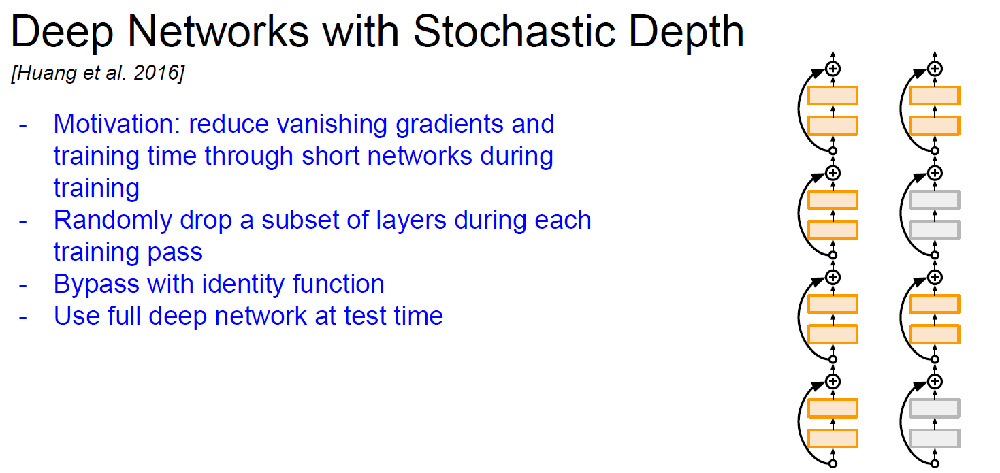 Deep Networks with Stochastic Depth
[Huang et al. 2016]
- Motivation: reduce vanishing gradients and
training time through short networks during
training
- Randomly drop a subset of layers during each
training pass
- Bypass with identity function
- Use full deep network at test time